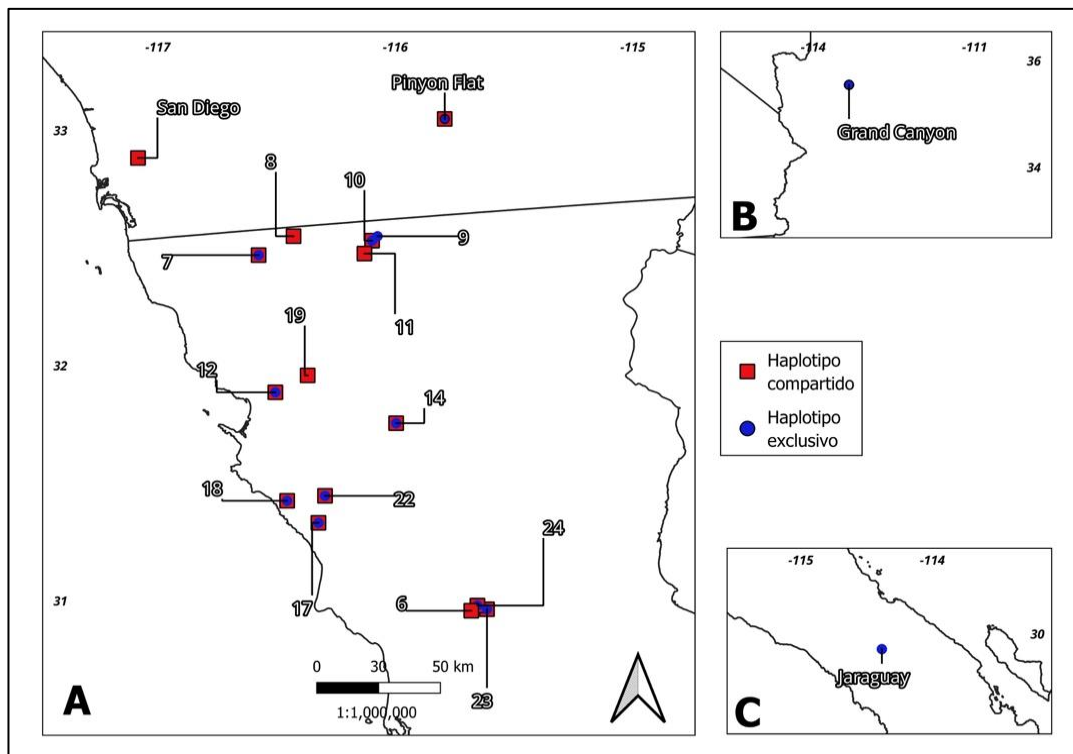 -117
-116
-115
Pinyon Flat
San Diego
33
8
10
9
7
11
19
32
12
14
18
22
24
31
6
17
0
30
50 km
1:1,000,000
23
A
-114
-111
36
Grand Canyon
34
B
Haplotipo
compartido
Haplotipo
exclusivo
-115
-114
30
Jaraguay
C